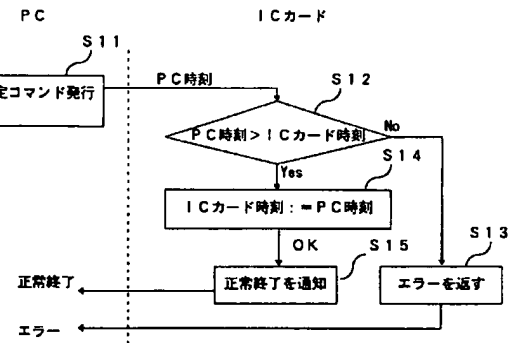 PC
ICカード
S11
定コマンド発行
PC時刻
S12
PC時刻>ICカード時刻
No
Yes
S14
ICカード時刻:=PC時刻
OK
S15
S13
正常終了
正常終了を通知
エラーを返す
エラー